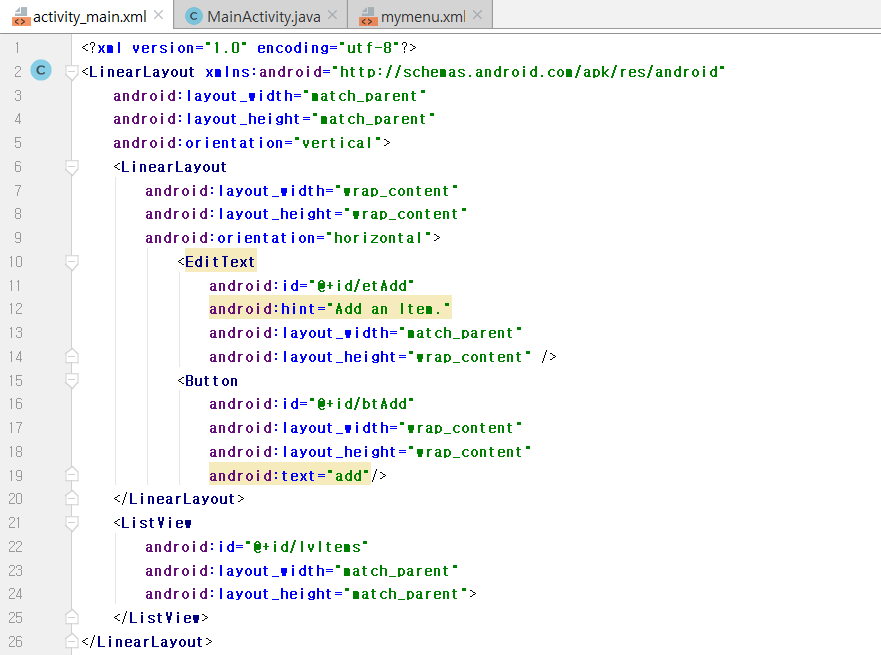 activity_main.xml MainActivity.java mymenu.xml
1 <?xml version="1.0" encoding="utf-8"?>
2 C <LinearLayout xmlns:android="http://schemas.android.com/apk/res/android"
3 android:layout_width="match_parent"
4 android:layout_height="match_parent"
5 android:orientation="vertical">
6 <LinearLayout
7 android:layout_width="wrap_content"
8 android:layout_height="wrap_content"
9 android:orientation="horizontal">
10 <EditText
11 android:id="@+id/etAdd"
12 android:hint="Add an Item."
13 android:layout_width="match_parent"
14 android:layout_height="wrap_content" />
15 <Button
16 android:id="@+id/btAdd"
17 android:layout_width="wrap_content"
18 android:layout_height="wrap_content"
19 android:text="add"/>
20 </LinearLayout>
21 <ListView
22 android:id="@+id/lvItems"
23 android:layout_width="match_parent"
24 android:layout_height="match_parent">
25 </ListView>
26 </LinearLayout>